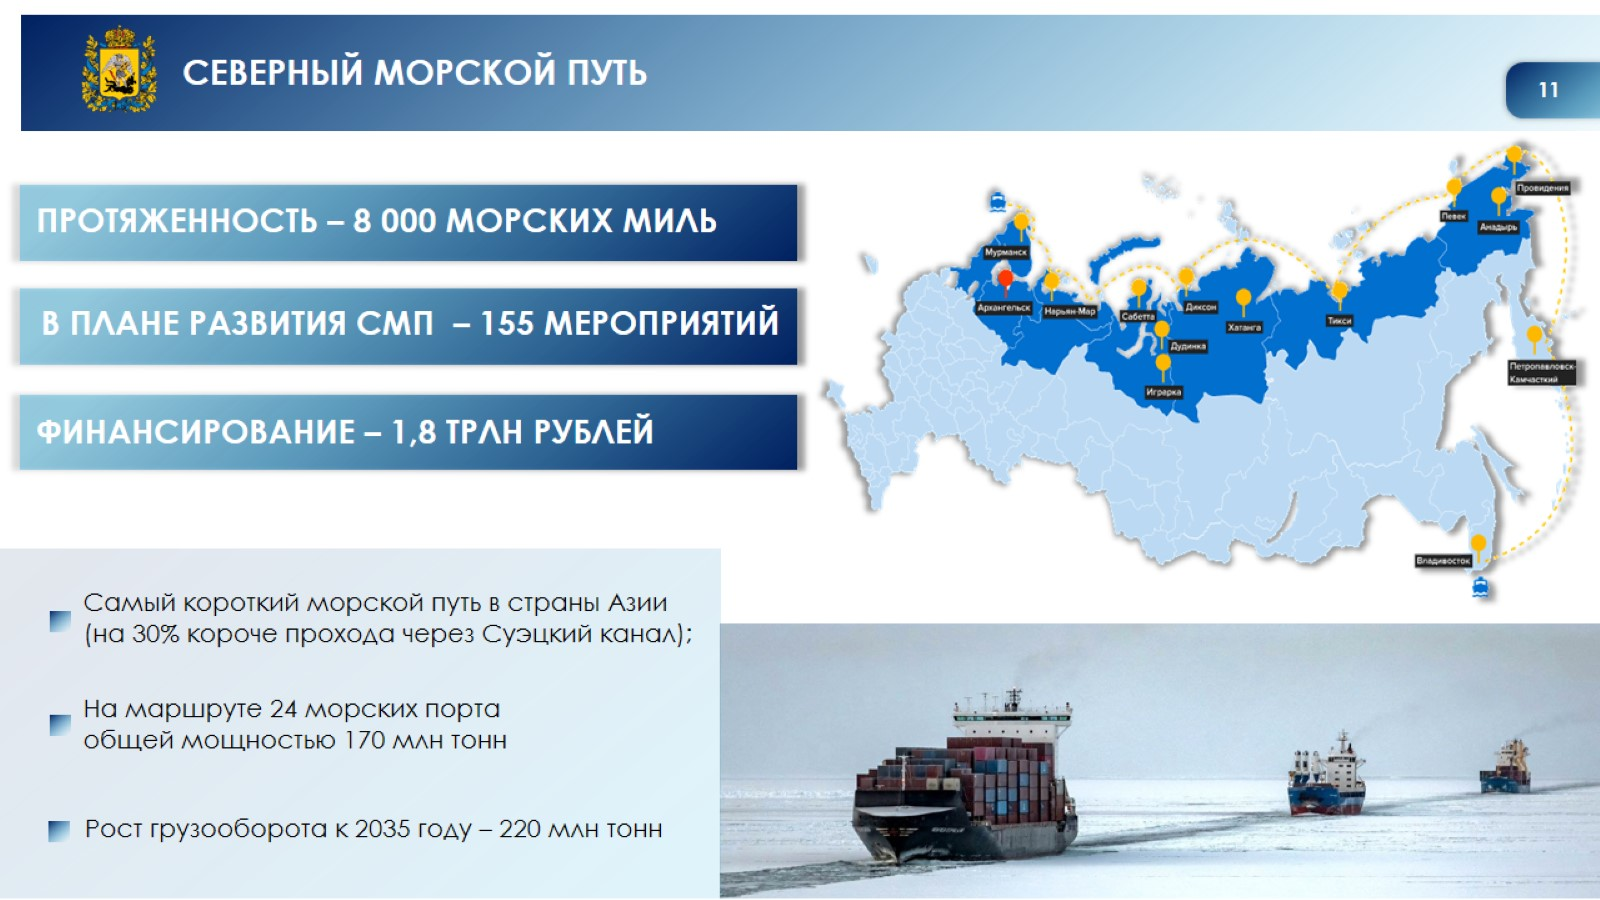 СЕВЕРНЫЙ МОРСКОЙ ПУТЬ
11
ПРОТЯЖЕННОСТЬ – 8 000 МОРСКИХ МИЛЬ
В ПЛАНЕ РАЗВИТИЯ СМП – 155 МЕРОПРИЯТИЙ
ФИНАНСИРОВАНИЕ – 1,8 ТРЛН РУБЛЕЙ
Провидения
Певек
Анадырь
Мурманск
Архангельск
Нарьян-Мар
Сабетта
Диксон
Хатанга
Тикси
Дудинка
Игарка
Петропавловск-
Камчасткий
Владивосток
Самый короткий морской путь в страны Азии
(на 30% короче прохода через Суэцкий канал);
На маршруте 24 морских порта
общей мощностью 170 млн тонн
Рост грузооборота к 2035 году – 220 млн тонн